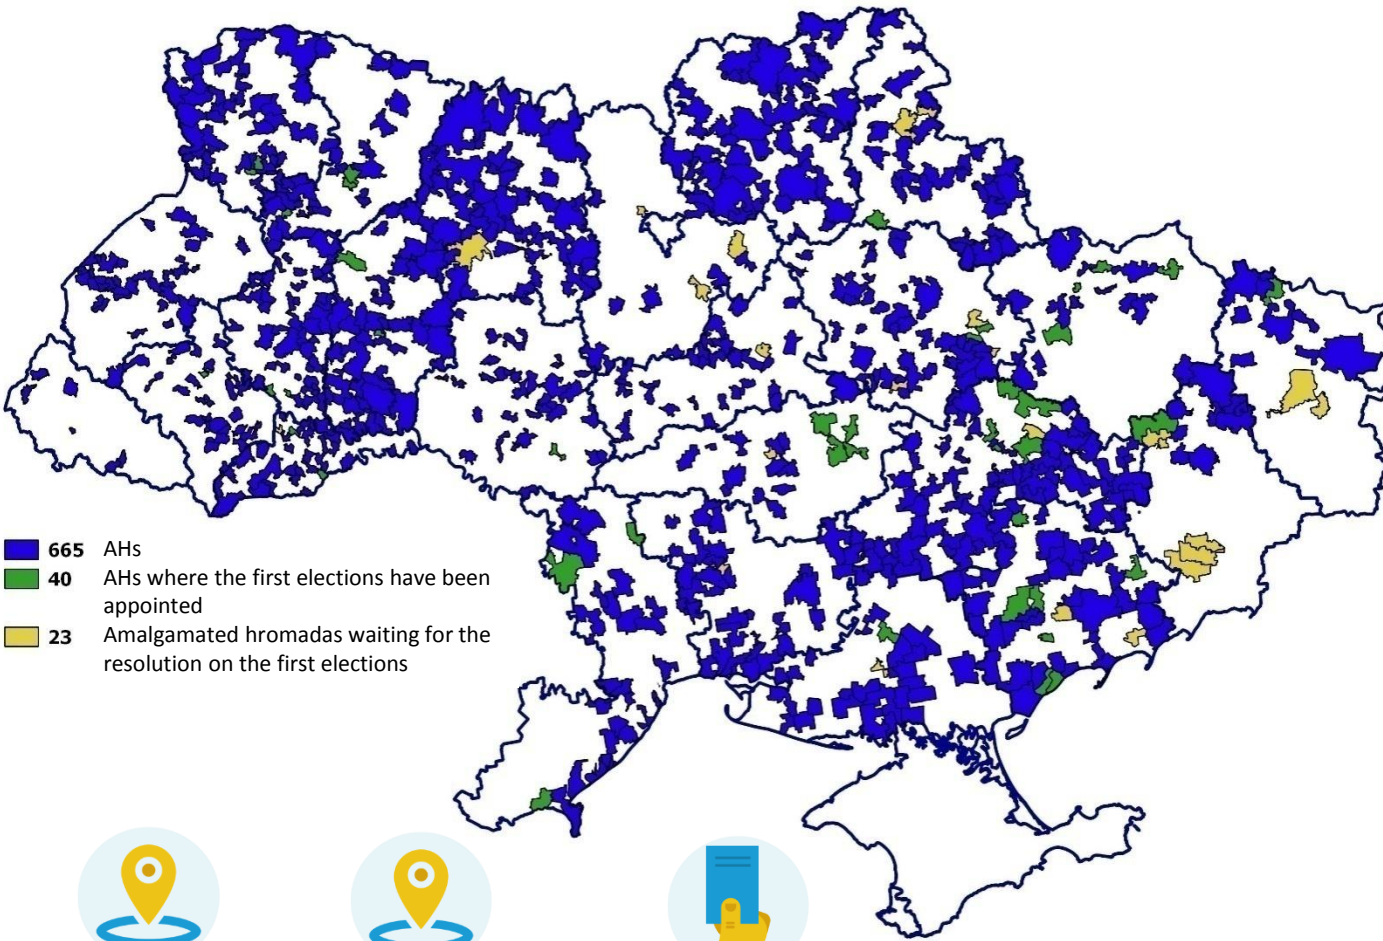 665 AHs
40 AHs where the first elections have been
appointed
23 Amalgamated hromadas waiting for the
resolution on the first elections